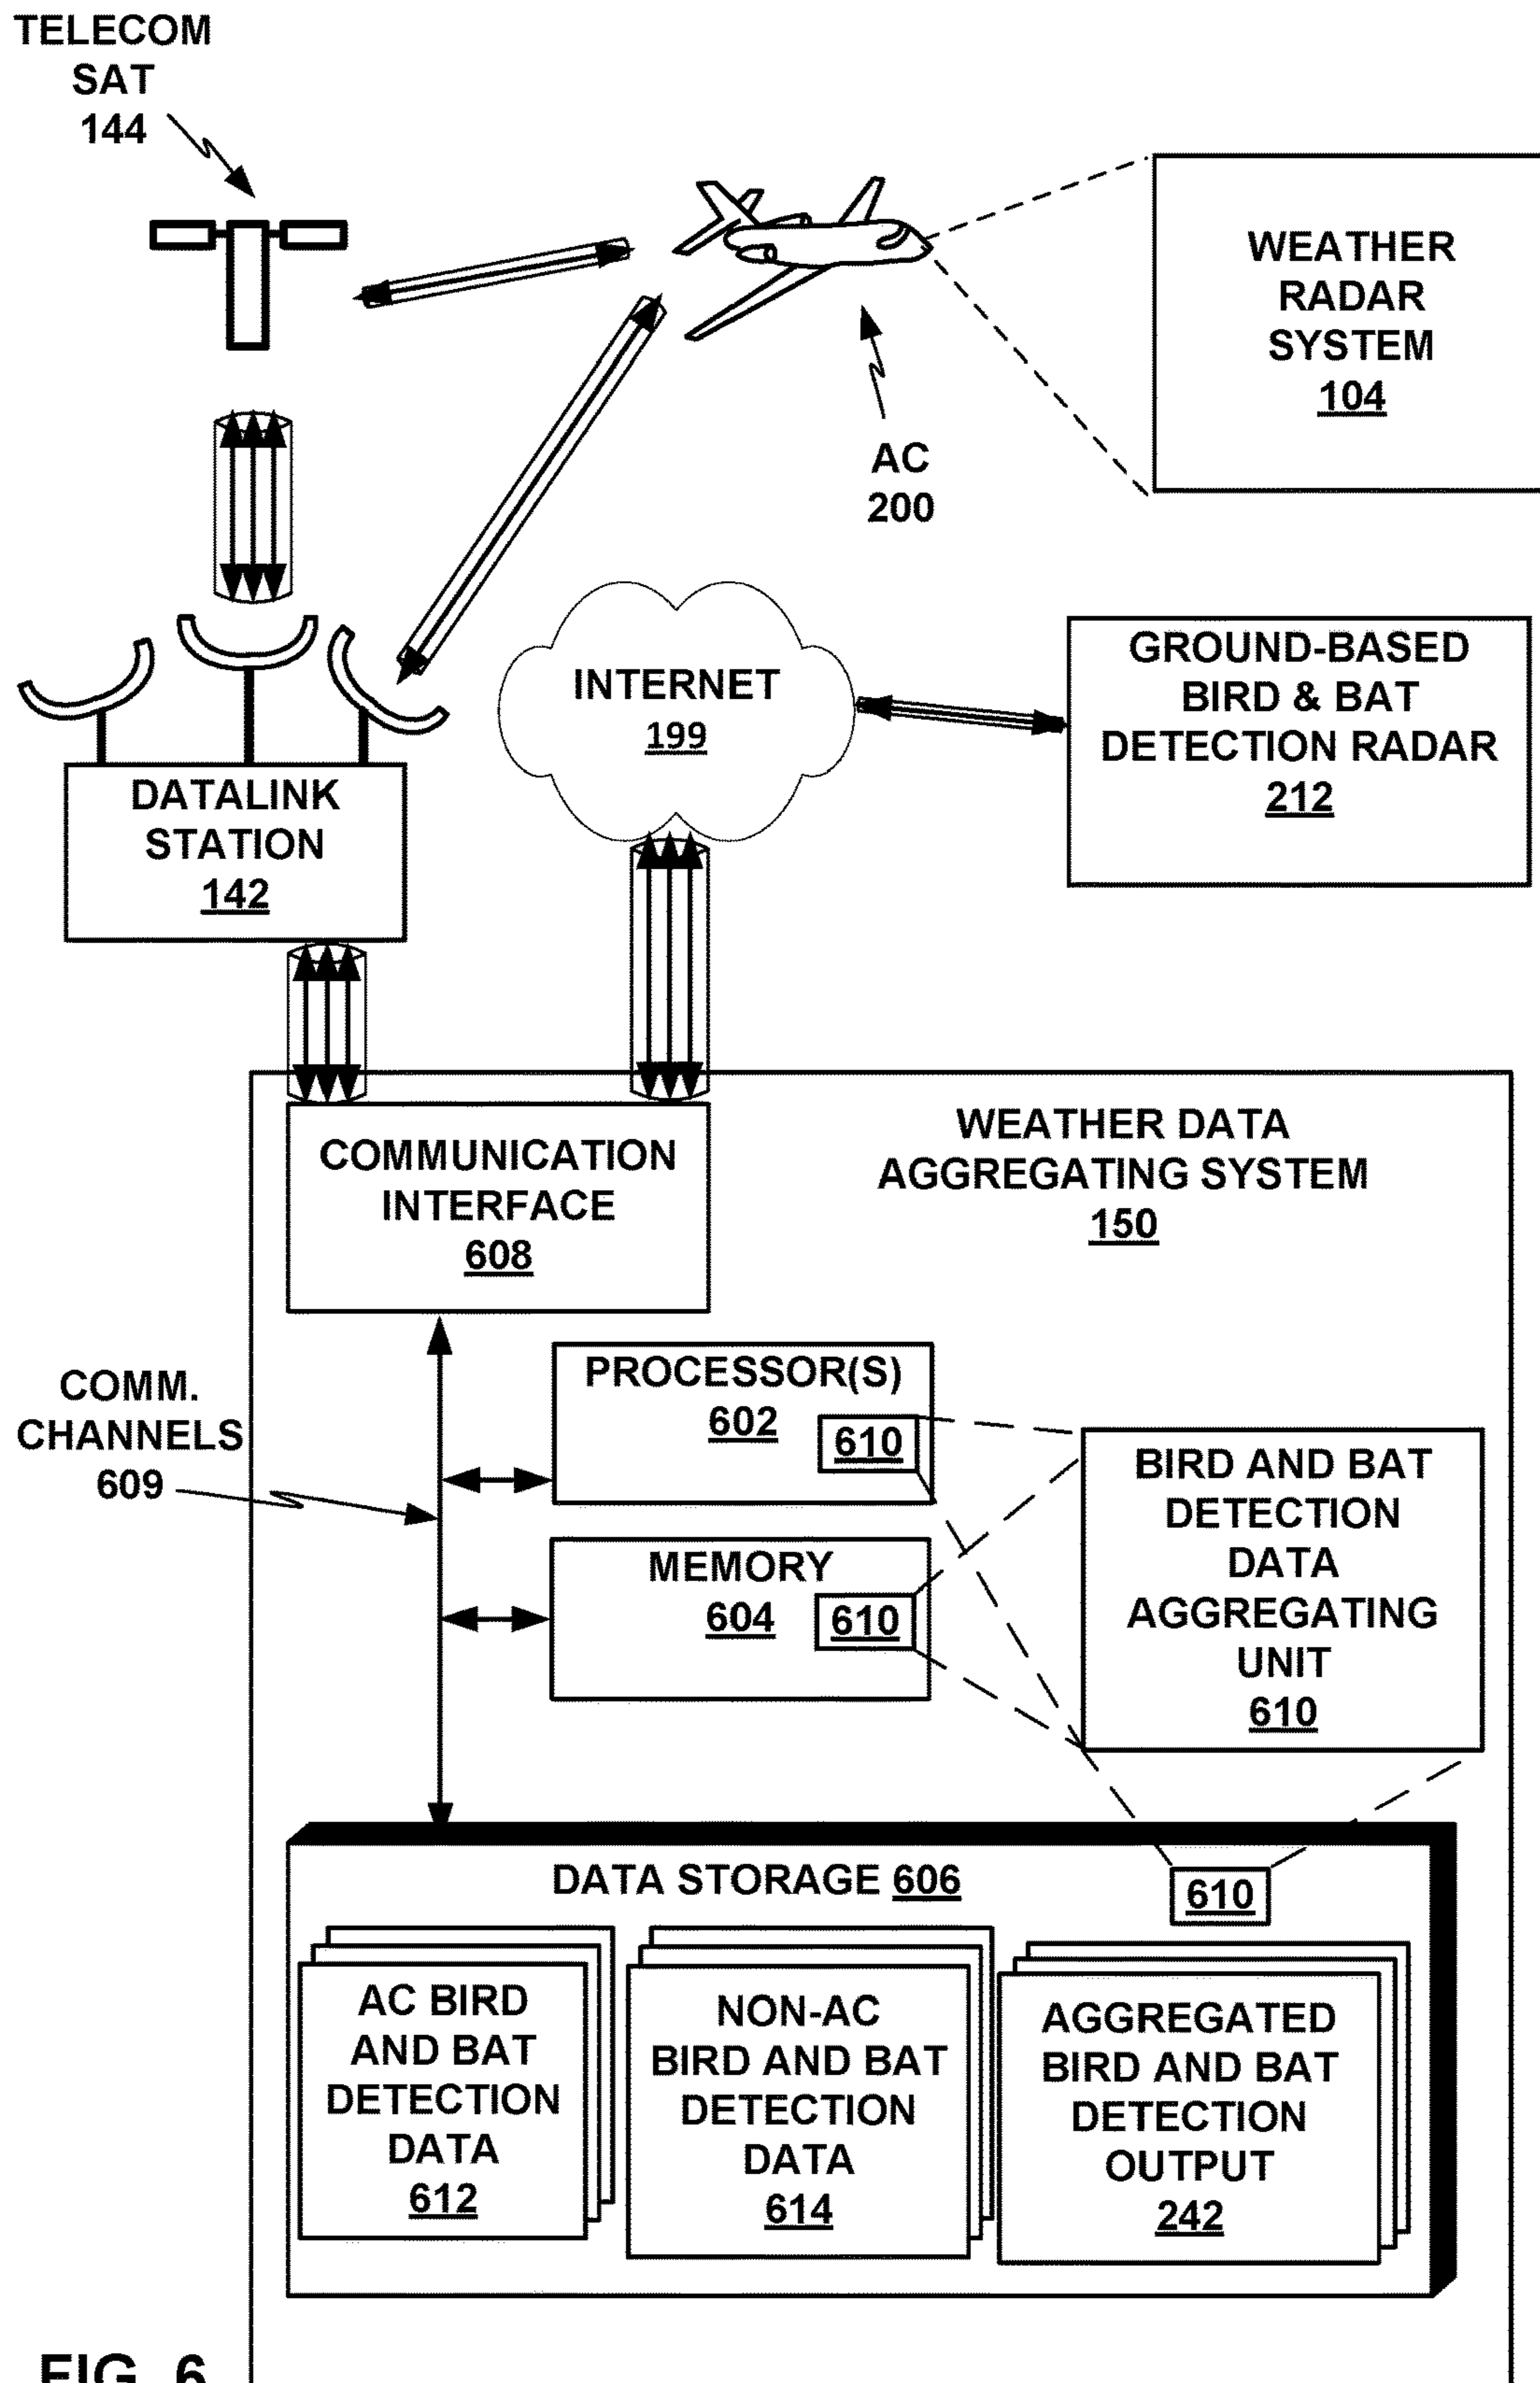 TELECOM
SAT
144
WEATHER
RADAR
SYSTEM
104
AC
200
INTERNET
199
GROUND-BASED
BIRD & BAT
DETECTION RADAR
212
DATALINK
STATION
142
COMMUNICATION
INTERFACE
608
WEATHER DATA
AGGREGATING SYSTEM
150
COMM.
CHANNELS
609
PROCESSOR(S)
602
610
MEMORY
604
610
BIRD AND BAT
DETECTION
DATA
AGGREGATING
UNIT
610
DATA STORAGE 606
610
AC BIRD
AND BAT
DETECTION
DATA
612
NON-AC
BIRD AND BAT
DETECTION
DATA
614
AGGREGATED
BIRD AND BAT
DETECTION
OUTPUT
242
FIG. 6